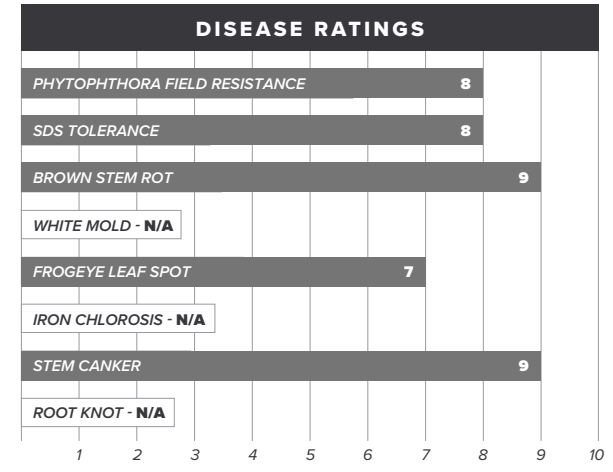 DISEASE RATINGS
PHYTOPHTHORA FIELD RESISTANCE 8
SDS TOLERANCE 8
BROWN STEM ROT 9
WHITE MOLD - N/A
FROGEYE LEAF SPOT 7
IRON CHLOROSIS - N/A
STEM CANKER 9
ROOT KNOT - N/A
1 2 3 4 5 6 7 8 9 10